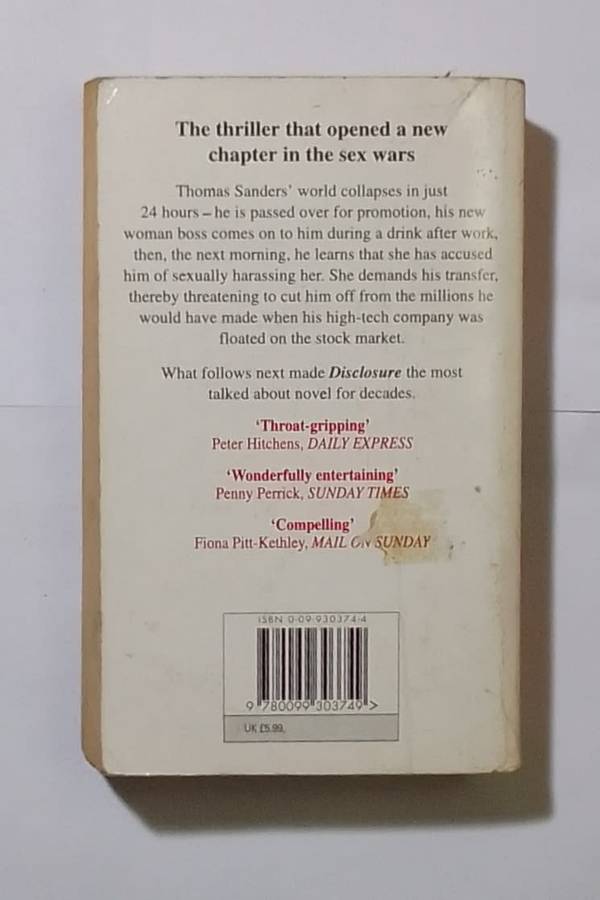 The thriller that opened a new
chapter in the sex wars
Thomas Sanders' world collapses in just
24 hours – he is passed over for promotion, his new
woman boss comes on to him during a drink after work,
then, the next morning, he learns that she has accused
him of sexually harassing her. She demands his transfer,
thereby threatening to cut him off from the millions he
would have made when his high-tech company was
floated on the stock market.
What follows next made Disclosure the most
talked about novel for decades.
'Throat-gripping'
Peter Hitchens, DAILY EXPRESS
'Wonderfully entertaining'
Penny Perrick, SUNDAY TIMES
'Compelling'
Fiona Pitt-Kethley, MAIL ON SUNDAY
ISBN 0-09-930374-4
9 780099 303749 >
UK £5.99